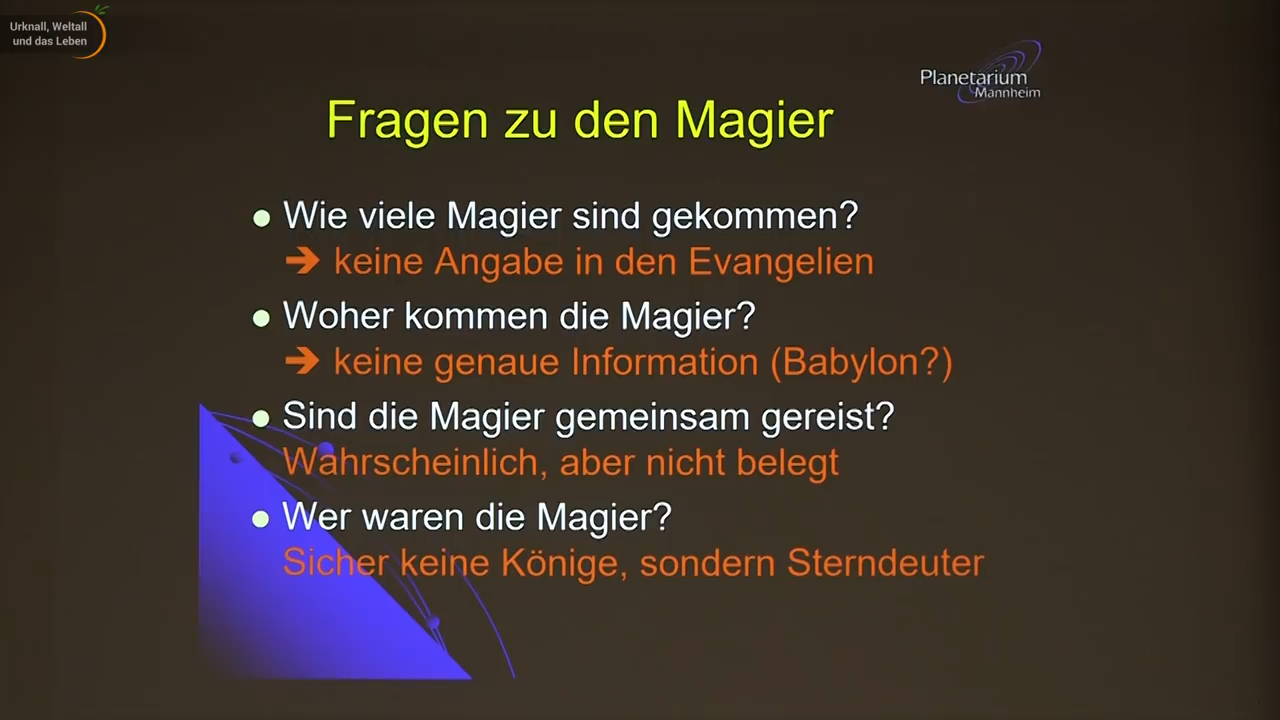 Urknall, Weltall
und das Leben
Planetarium
Mannheim
Fragen zu den Magier
● Wie viele Magier sind gekommen?
➔ keine Angabe in den Evangelien
● Woher kommen die Magier?
➔ keine genaue Information (Babylon?)
● Sind die Magier gemeinsam gereist?
Wahrscheinlich, aber nicht belegt
● Wer waren die Magier?
Sicher keine Könige, sondern Sterndeuter